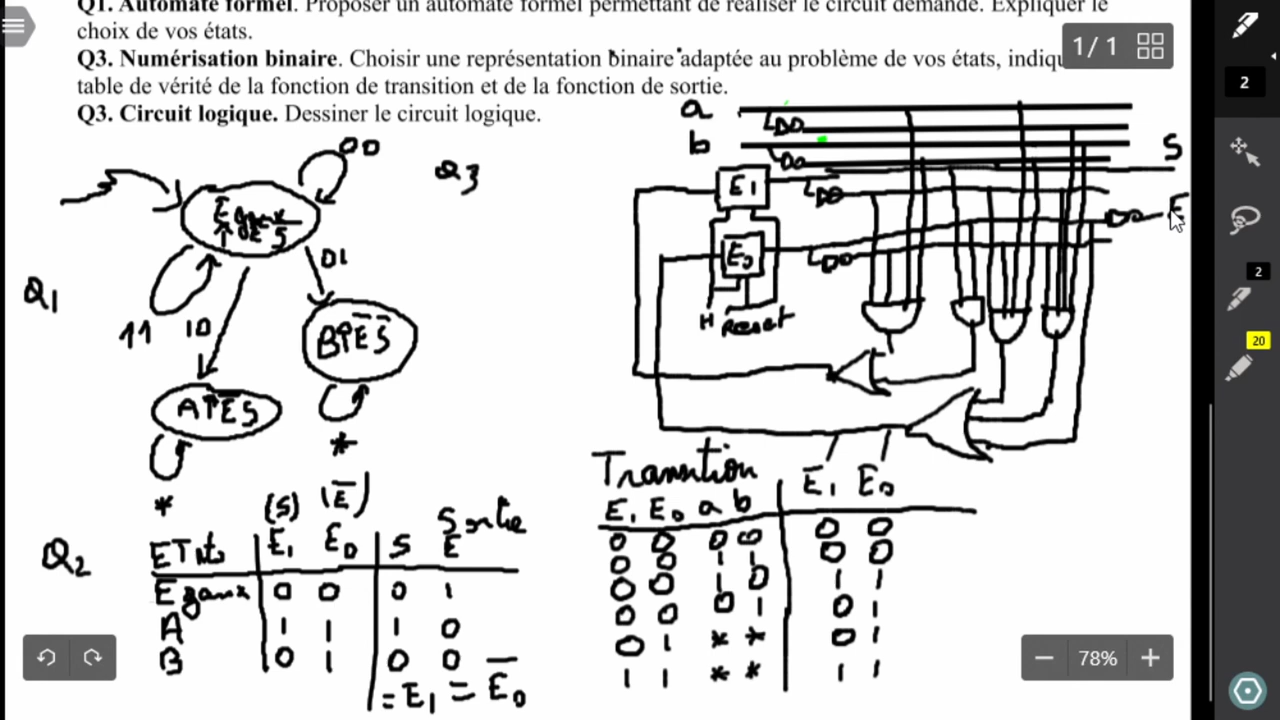 Q1. Automate formel. Proposer un automate formel permettant de réaliser le circuit demandé. Expliquer le
choix de vos états.
Q3. Numérisation binaire. Choisir une représentation binaire adaptée au problème de vos états, indiqu
table de vérité de la fonction de transition et de la fonction de sortie.
Q3. Circuit logique. Dessiner le circuit logique.
1/1
2
2
20
78%
Q1
00
Egaux
E S̄
11
10
01
A↑ĒS
*
B↑ĒS̄
*
Q3
a
b
E1
E0
H Reset
S
E
Q2
(S) (Ē) Sortie
ETats E1 E0 S E
Egaux 0 0 0 1
A 1 1 1 0
B 0 1 0 0
= E1 = Ē0
Transition
E1 E0 a b E1 E0
0 0 0 0 0 0
0 0 1 1 0 0
0 0 1 0 1 1
0 0 0 1 0 1
0 1 * * 0 1
1 1 * * 1 1